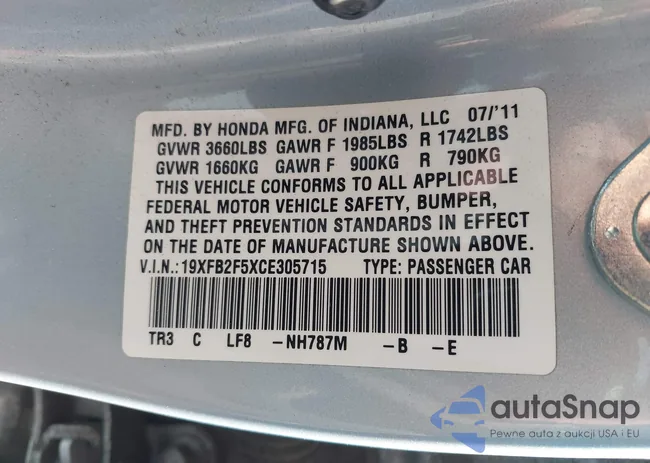 MFD. BY HONDA MFG. OF INDIANA, LLC 07/'11
GVWR 3660LBS GAWR F 1985LBS R 1742LBS
GVWR 1660KG GAWR F 900KG R 790KG
THIS VEHICLE CONFORMS TO ALL APPLICABLE
FEDERAL MOTOR VEHICLE SAFETY, BUMPER,
AND THEFT PREVENTION STANDARDS IN EFFECT
ON THE DATE OF MANUFACTURE SHOWN ABOVE.
V.I.N.:19XFB2F5XCE305715 TYPE: PASSENGER CAR
TR3 C LF8 -NH787M -B -E
autaSnap
Pewne auta z aukcji USA i EU